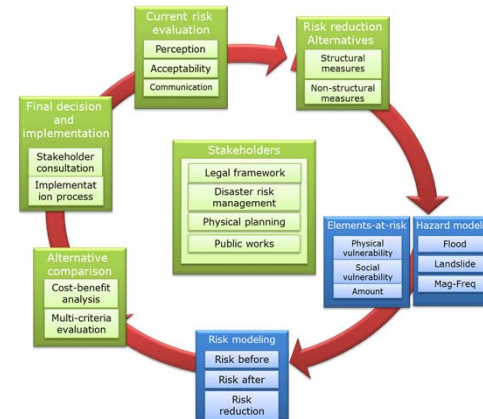 Current risk
evaluation
Perception
Acceptability
Communication
Risk reduction
Alternatives
Structural
measures
Non-structural
measures
Final decision
and
implementation
Stakeholder
consultation
Implementat
ion process
Stakeholders
Legal framework
Disaster risk
management
Physical planning
Public works
Elements-at-risk
Physical
vulnerability
Social
vulnerability
Amount
Hazard model
Flood
Landslide
Mag-Freq
Alternative
comparison
Cost-benefit
analysis
Multi-criteria
evaluation
Risk modeling
Risk before
Risk after
Risk
reduction